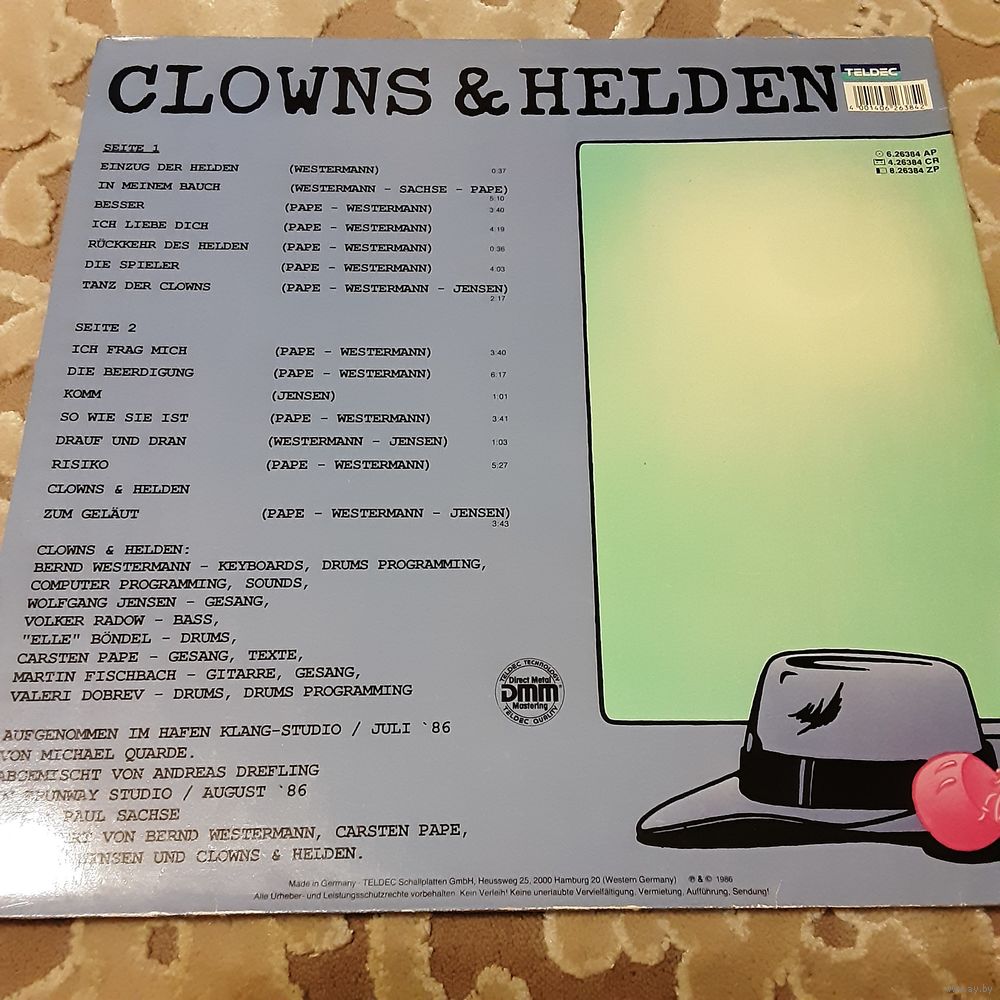 CLOWNS & HELDEN
TELDEC
4 001406 263842
6.26384 AP
4.26384 CR
8.26384 ZP
SEITE 1
EINZUG DER HELDEN (WESTERMANN) 0:37
IN MEINEM BAUCH (WESTERMANN - SACHSE - PAPE) 5:10
BESSER (PAPE - WESTERMANN) 3:40
ICH LIEBE DICH (PAPE - WESTERMANN) 4:19
RÜCKKEHR DES HELDEN (PAPE - WESTERMANN) 0:36
DIE SPIELER (PAPE - WESTERMANN) 4:03
TANZ DER CLOWNS (PAPE - WESTERMANN - JENSEN) 2:17
SEITE 2
ICH FRAG MICH (PAPE - WESTERMANN) 3:40
DIE BEERDIGUNG (PAPE - WESTERMANN) 6:17
KOMM (JENSEN) 1:01
SO WIE SIE IST (PAPE - WESTERMANN) 3:41
DRAUF UND DRAN (WESTERMANN - JENSEN) 1:03
RISIKO (PAPE - WESTERMANN) 5:27
CLOWNS & HELDEN
ZUM GELÄUT (PAPE - WESTERMANN - JENSEN) 3:43
CLOWNS & HELDEN:
BERND WESTERMANN - KEYBOARDS, DRUMS PROGRAMMING,
COMPUTER PROGRAMMING, SOUNDS,
WOLFGANG JENSEN - GESANG,
VOLKER RADOW - BASS,
"ELLE" BÖNDEL - DRUMS,
CARSTEN PAPE - GESANG, TEXTE,
MARTIN FISCHBACH - GITARRE, GESANG,
VALERI DOBREV - DRUMS, DRUMS PROGRAMMING
TELDEC TECHNOLOGY
Direct Metal
DMM
Mastering
TELDEC QUALITY
AUFGENOMMEN IM HAFEN KLANG-STUDIO / JULI `86
VON MICHAEL QUARDE.
ABGEMISCHT VON ANDREAS DREFLING
STUDIO / AUGUST `86
PAUL SACHSE
VON BERND WESTERMANN, CARSTEN PAPE,
UND CLOWNS & HELDEN.
Made in Germany · TELDEC Schallplatten GmbH, Heussweg 25, 2000 Hamburg 20 (Western Germany) ℗ & © 1986
Alle Urheber- und Leistungsschutzrechte vorbehalten. Kein Verleih! Keine unerlaubte Vervielfältigung, Vermietung, Aufführung, Sendung!